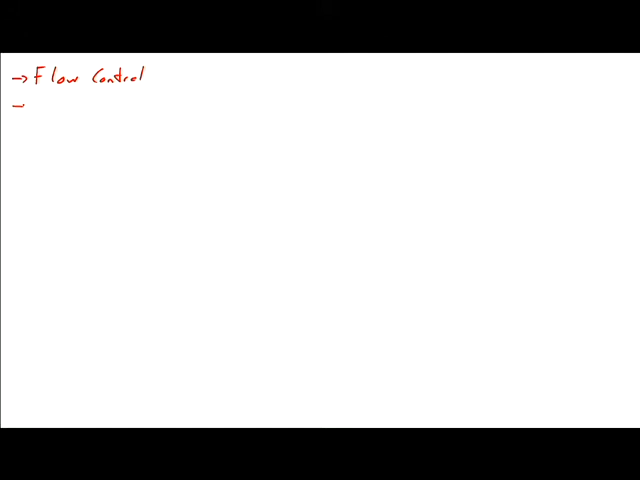 → Flow Control
→